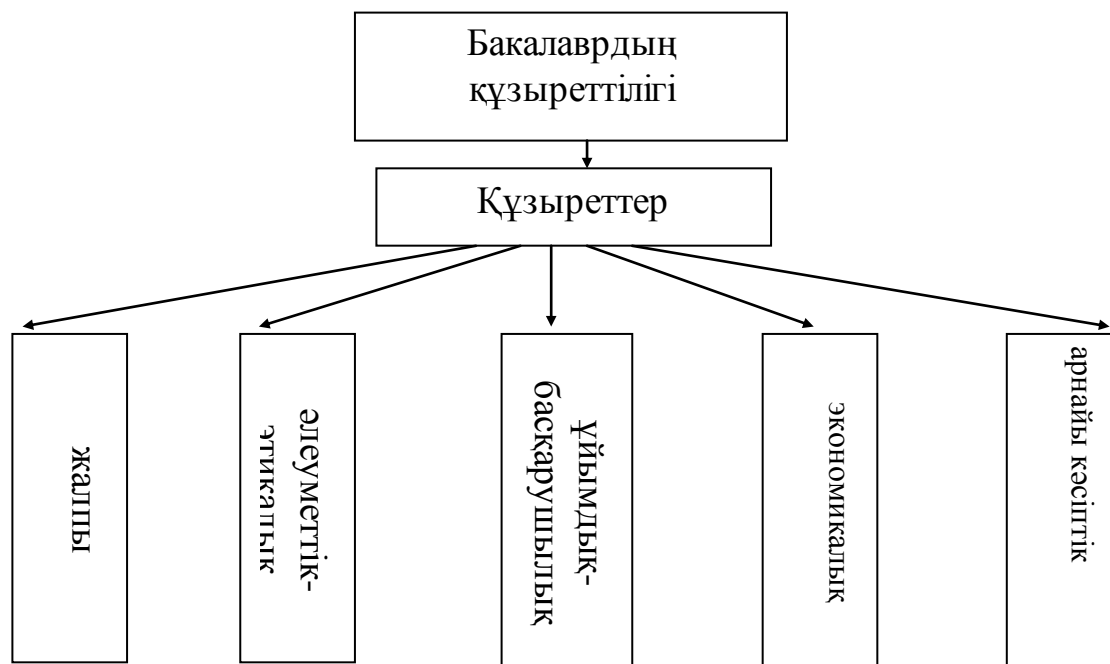 Бакалаврдың
құзыреттілігі
Құзыреттер
жалпы
әлеуметтік-
этикалық
ұйымдық-
басқарушылық
экономикалық
арнайы кәсіптік